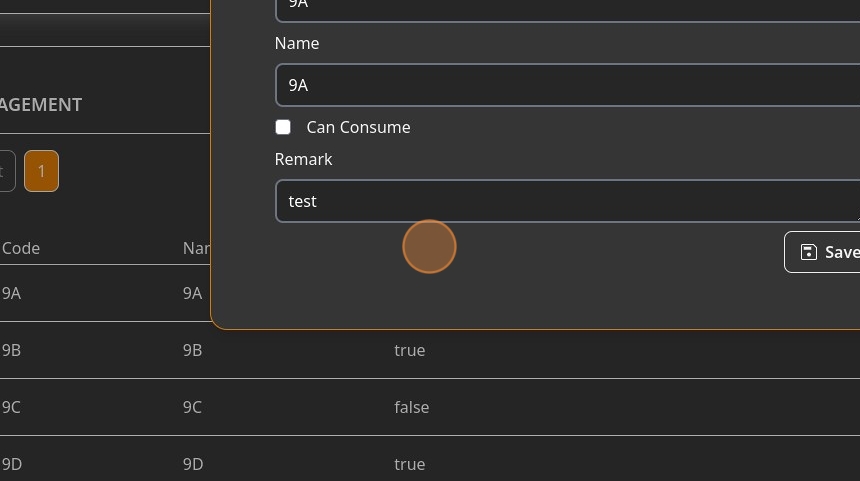 9A
Name
9A
AGEMENT
Can Consume
Remark
t 1
test
Code Nar
Save
9A 9A
9B 9B true
9C 9C false
9D 9D true